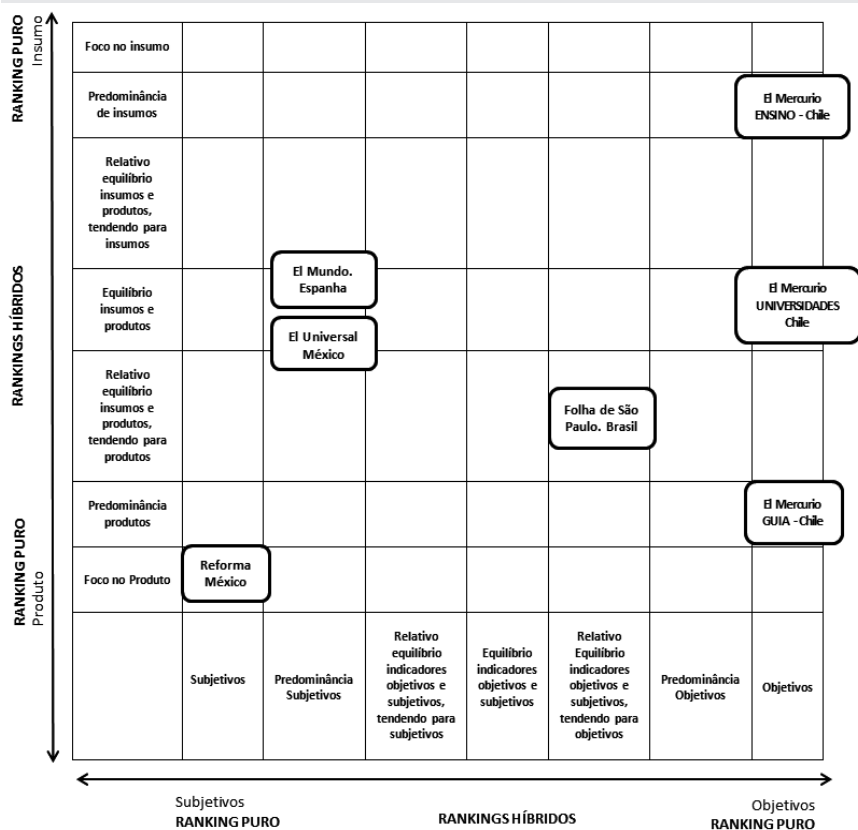 RANKING PURO
Insumo
Foco no insumo
Predominância
de insumos
El Mercurio
ENSINO - Chile
Relativo
equilíbrio
insumos e
produtos,
tendendo para
insumos
RANKINGS HÍBRIDOS
Equilíbrio
insumos e
produtos
El Mundo.
Espanha
El Universal
México
El Mercurio
UNIVERSIDADES
Chile
Relativo
equilíbrio
insumos e
produtos,
tendendo para
produtos
Folha de São
Paulo. Brasil
RANKING PURO
Produto
Predominância
produtos
El Mercurio
GUIA - Chile
Foco no Produto
Reforma
México
Subjetivos
Predominância
Subjetivos
Relativo
equilíbrio
indicadores
objetivos e
subjetivos,
tendendo para
subjetivos
Equilíbrio
indicadores
objetivos e
subjetivos
Relativo
Equilíbrio
indicadores
objetivos e
subjetivos,
tendendo para
objetivos
Predominância
Objetivos
Objetivos
Subjetivos
RANKING PURO
RANKINGS HÍBRIDOS
Objetivos
RANKING PURO